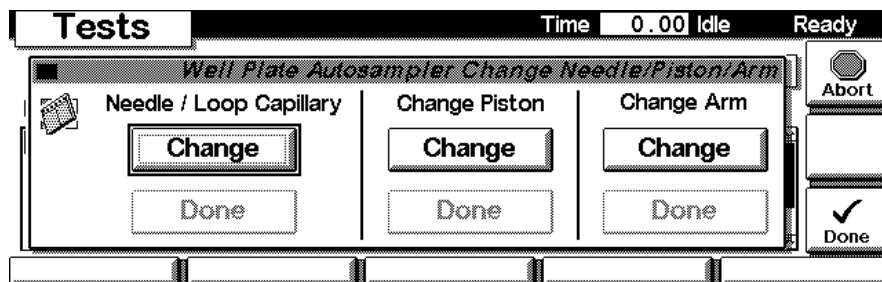 Tests Time 0.00 Idle Ready
Well Plate Autosampler Change Needle/Piston/Arm
Abort
Needle / Loop Capillary Change Piston Change Arm
Change Change Change
Done Done Done
Done